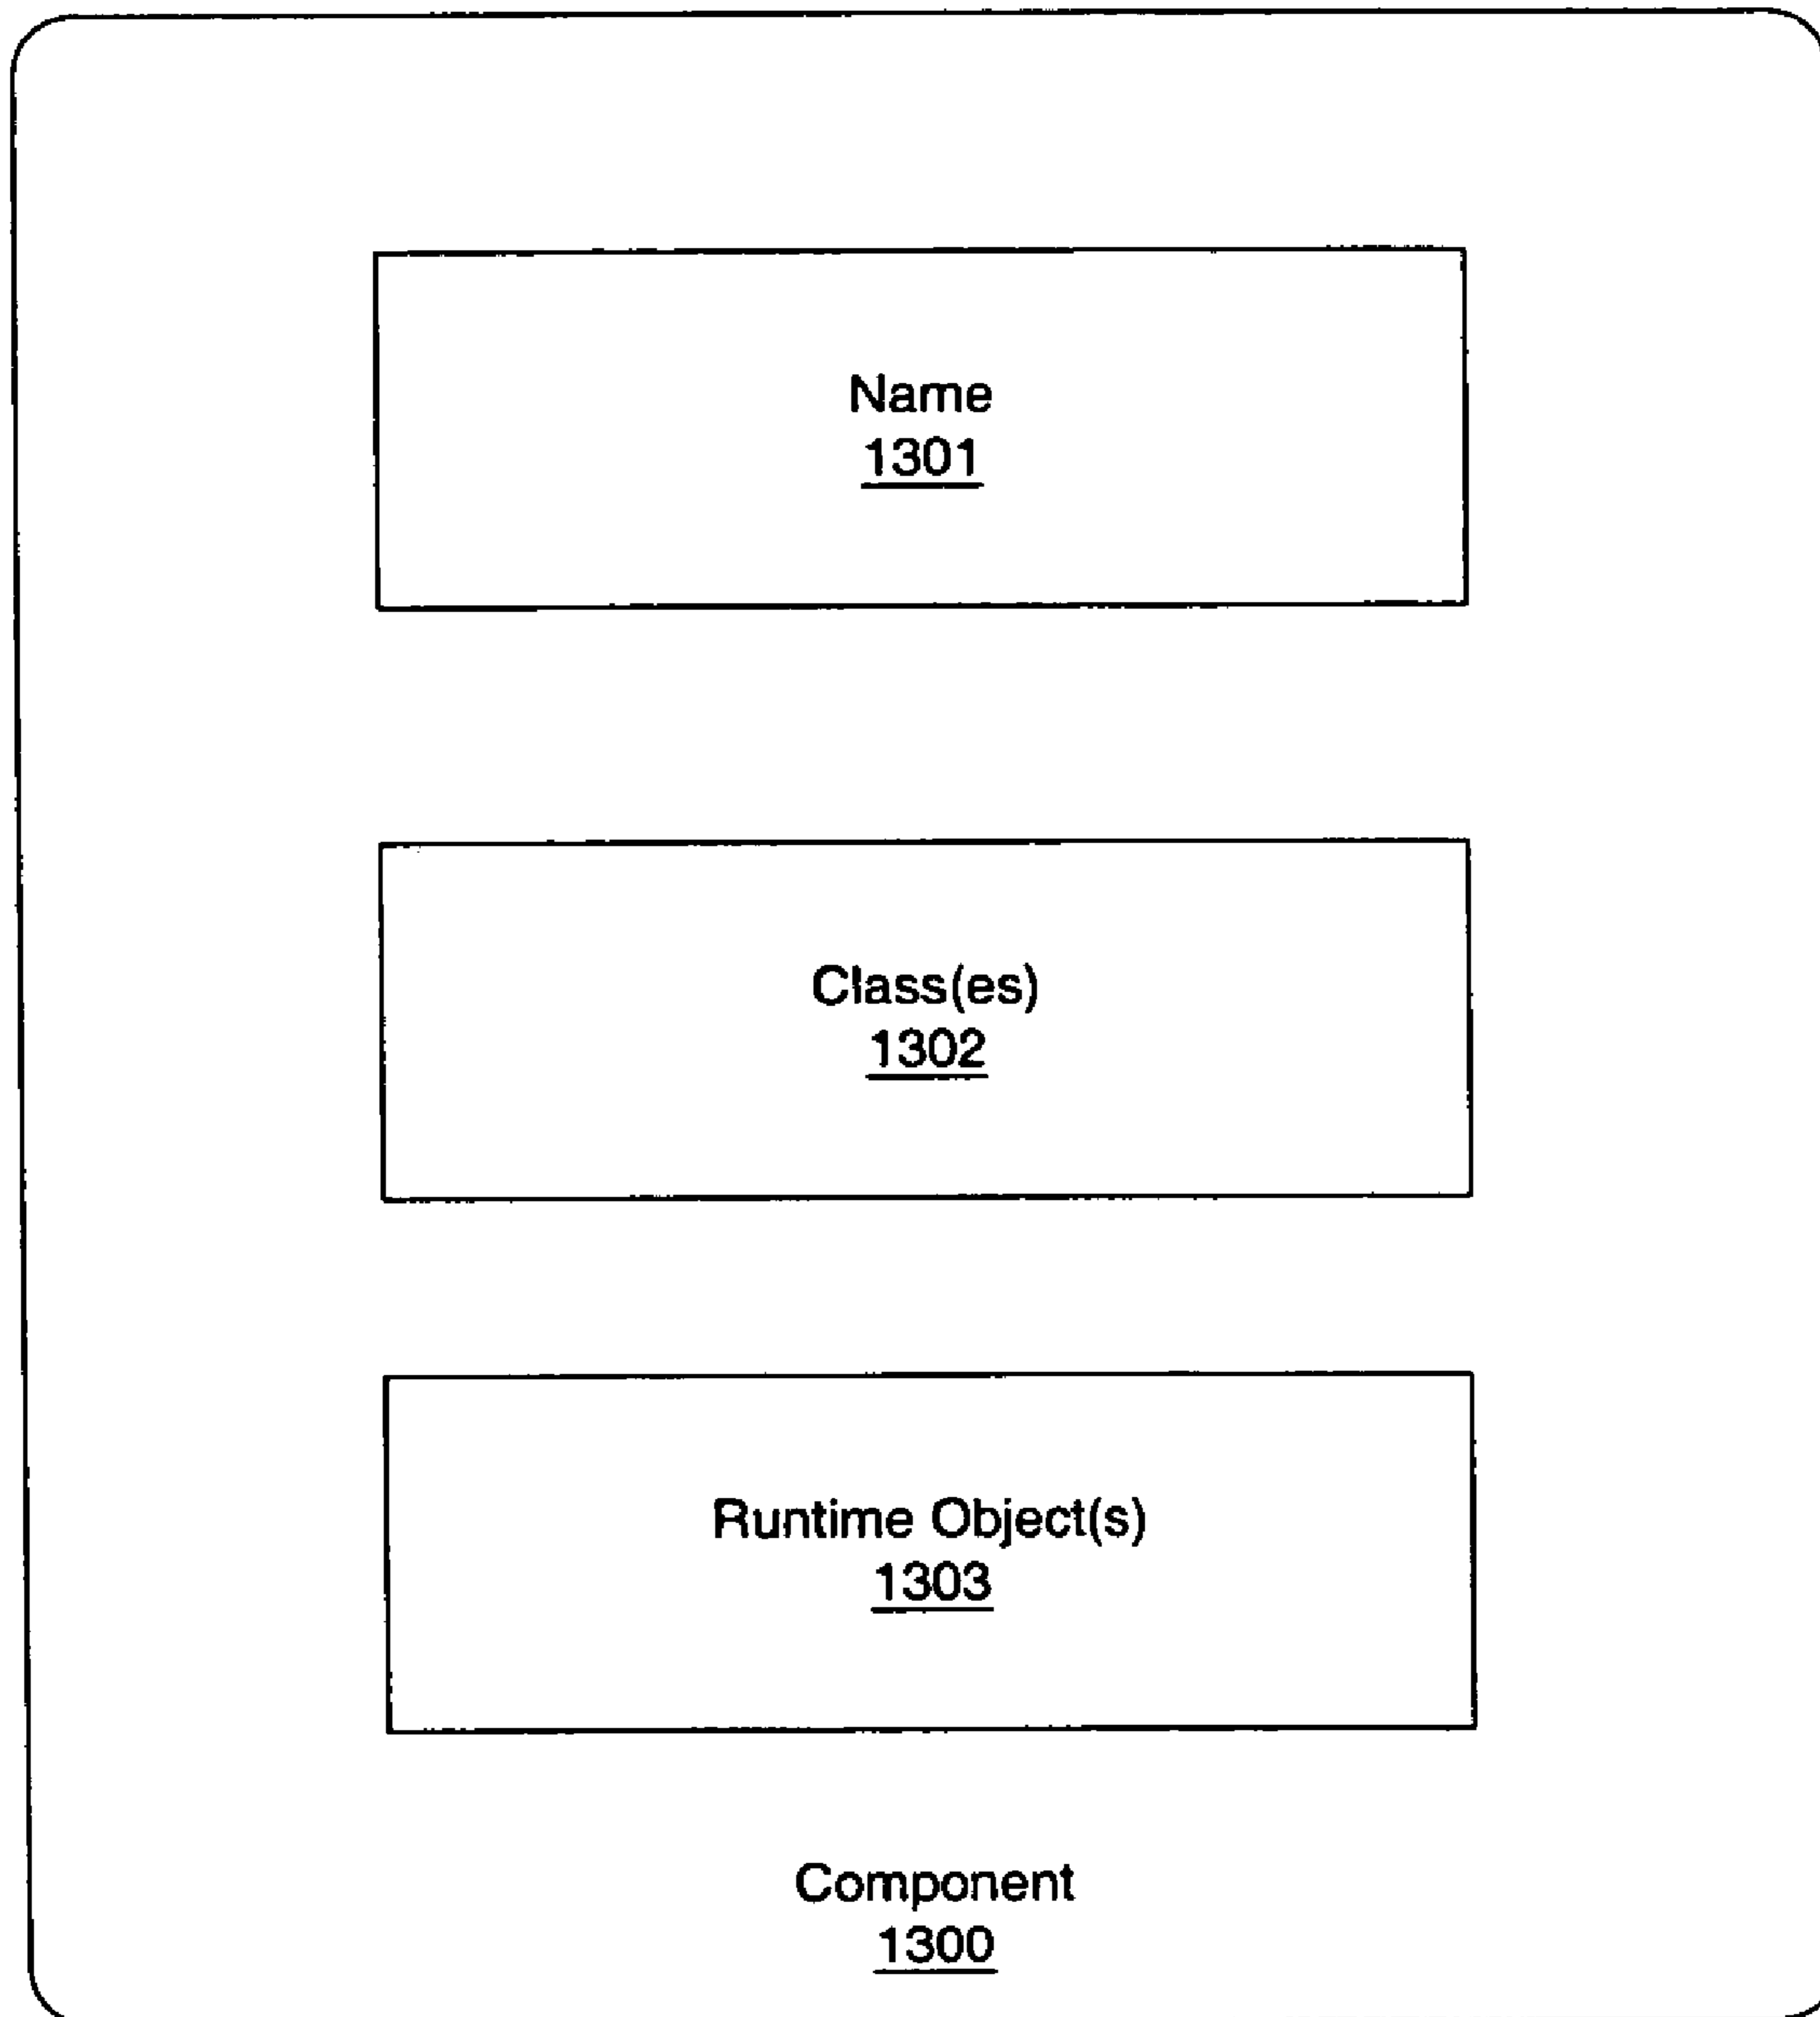 Name
1301
Class(es)
1302
Runtime Object(s)
1303
Component
1300